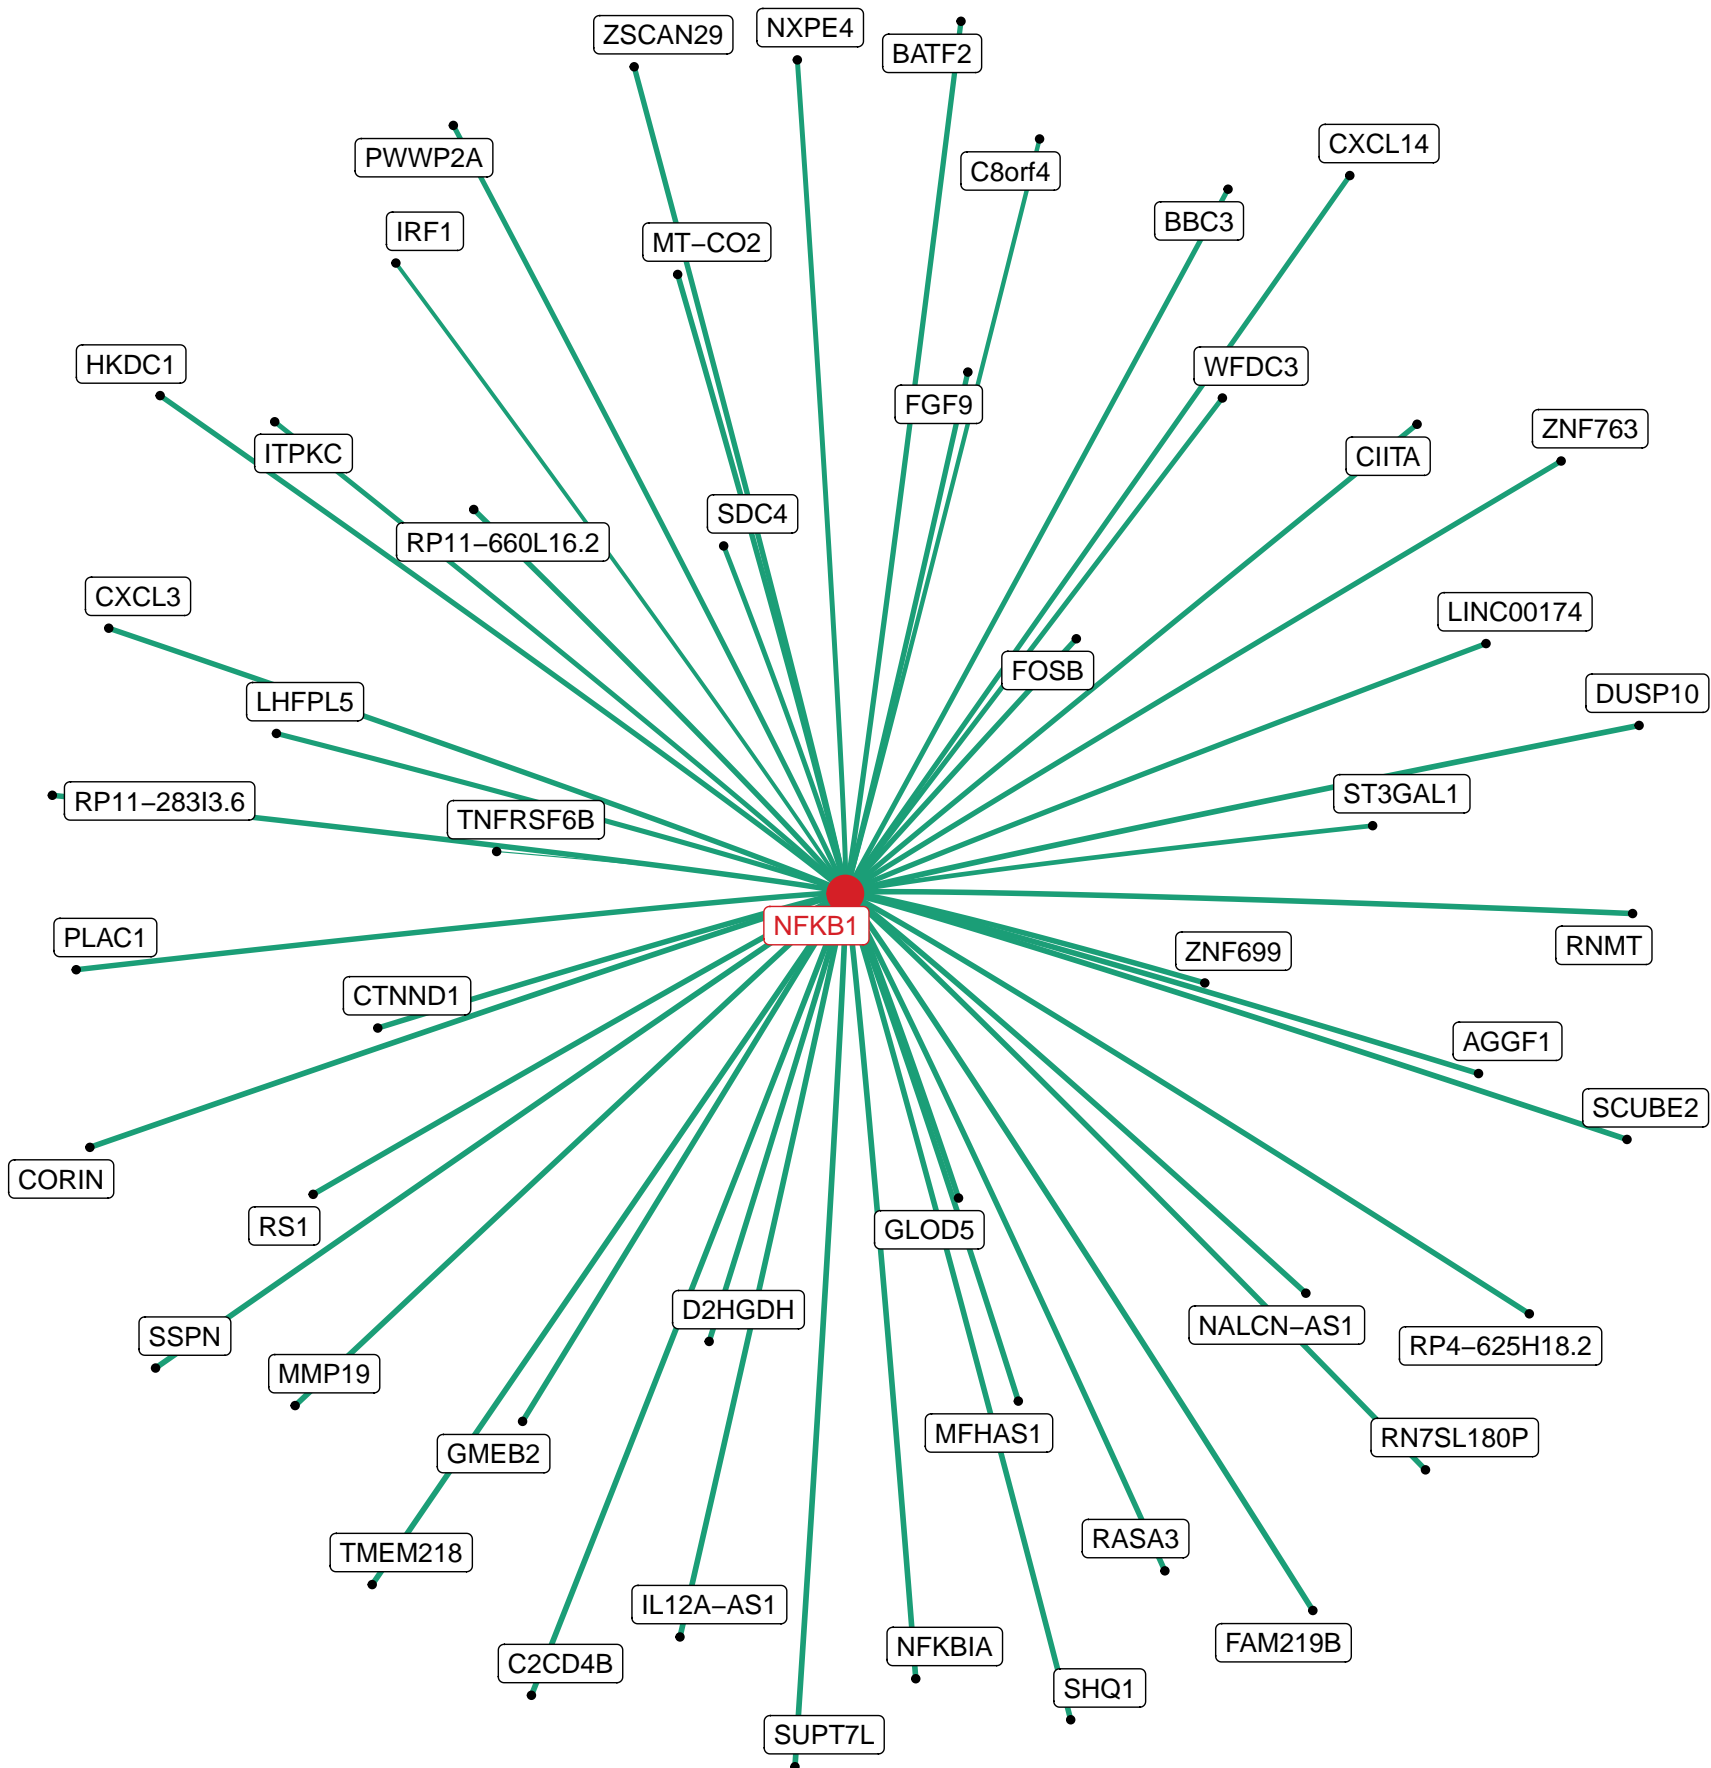 NXPE4
ZSCAN29
BATF2
CXCL14
PWWP2A
C8orf4
BBC3
IRF1
MT−CO2
HKDC1
WFDC3
FGF9
ZNF763
ITPKC
CIITA
SDC4
RP11−660L16.2
CXCL3
LINC00174
FOSB
DUSP10
LHFPL5
ST3GAL1
RP11−283I3.6
TNFRSF6B
NFKB1
PLAC1
RNMT
ZNF699
CTNND1
AGGF1
SCUBE2
CORIN
RS1
GLOD5
D2HGDH
NALCN−AS1
SSPN
RP4−625H18.2
MMP19
MFHAS1
RN7SL180P
GMEB2
RASA3
TMEM218
IL12A−AS1
FAM219B
NFKBIA
C2CD4B
SHQ1
SUPT7L